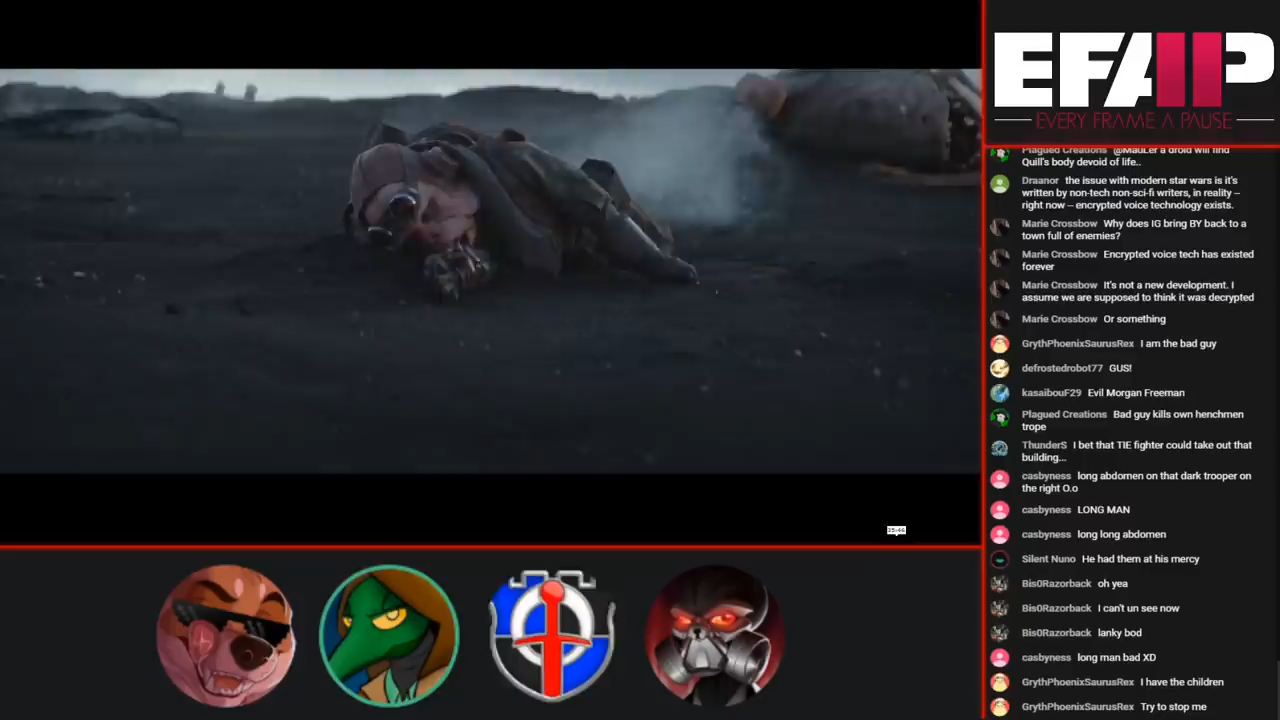 EFAP
EVERY FRAME A PAUSE
Plagued Creations @MauLer a droid will find
Quill's body devoid of life..
Draanor the issue with modern star wars is it's
written by non-tech non-sci-fi writers, in reality –
right now – encrypted voice technology exists.
Marie Crossbow Why does IG bring BY back to a
town full of enemies?
Marie Crossbow Encrypted voice tech has existed
forever
Marie Crossbow It's not a new development. I
assume we are supposed to think it was decrypted
Marie Crossbow Or something
GrythPhoenixSaurusRex I am the bad guy
defrostedrobot77 GUS!
kasaibouF29 Evil Morgan Freeman
Plagued Creations Bad guy kills own henchmen
trope
ThunderS I bet that TIE fighter could take out that
building...
casbyness long abdomen on that dark trooper on
the right O.o
casbyness LONG MAN
casbyness long long abdomen
Silent Nuno He had them at his mercy
Bis0Razorback oh yea
Bis0Razorback I can't un see now
Bis0Razorback lanky bod
casbyness long man bad XD
GrythPhoenixSaurusRex I have the children
GrythPhoenixSaurusRex Try to stop me
35:46